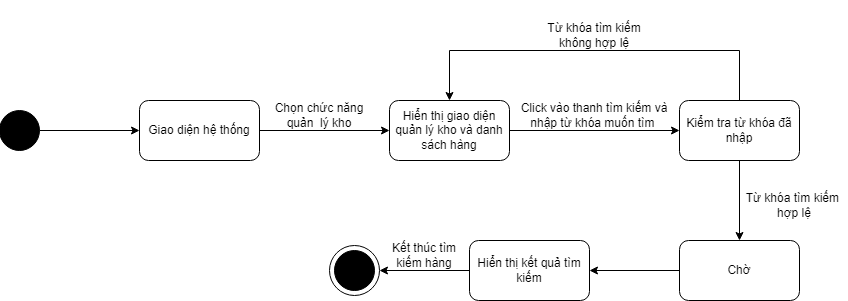 Từ khóa tìm kiếm
không hợp lệ
Giao diện hệ thống
Chọn chức năng
quản lý kho
Hiển thị giao diện
quản lý kho và danh
sách hàng
Click vào thanh tìm kiếm và
nhập từ khóa muốn tìm
Kiểm tra từ khóa đã
nhập
Từ khóa tìm kiếm
hợp lệ
Chờ
Hiển thị kết quả tìm
kiếm
Kết thúc tìm
kiếm hàng